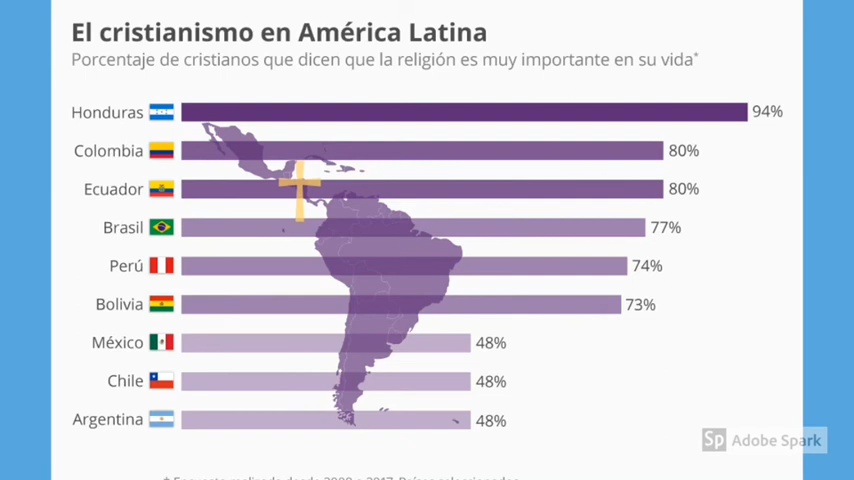 El cristianismo en América Latina
Porcentaje de cristianos que dicen que la religión es muy importante en su vida*
Honduras 94%
Colombia 80%
Ecuador 80%
Brasil 77%
Perú 74%
Bolivia 73%
México 48%
Chile 48%
Argentina 48%
Sp Adobe Spark